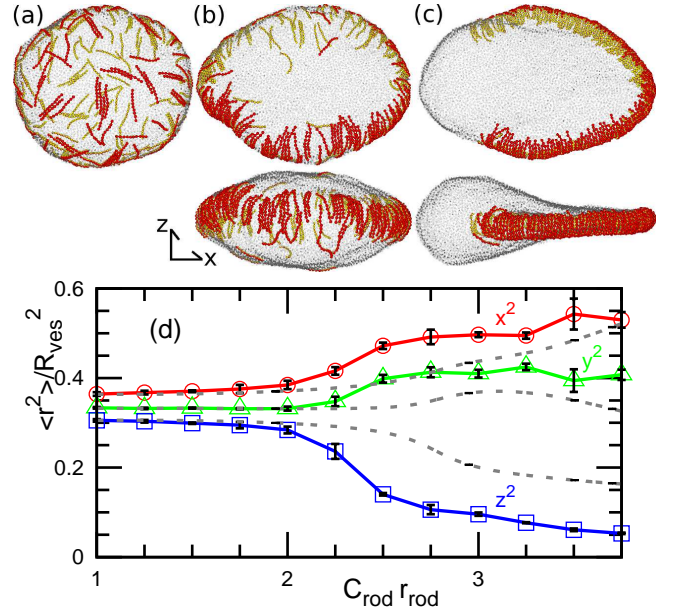 (a) (b) (c)
z
x
(d)
<r²>/R_ves²
0.6
0.4
0.2
0
x²
y²
z²
1 2 3
C_rod r_rod